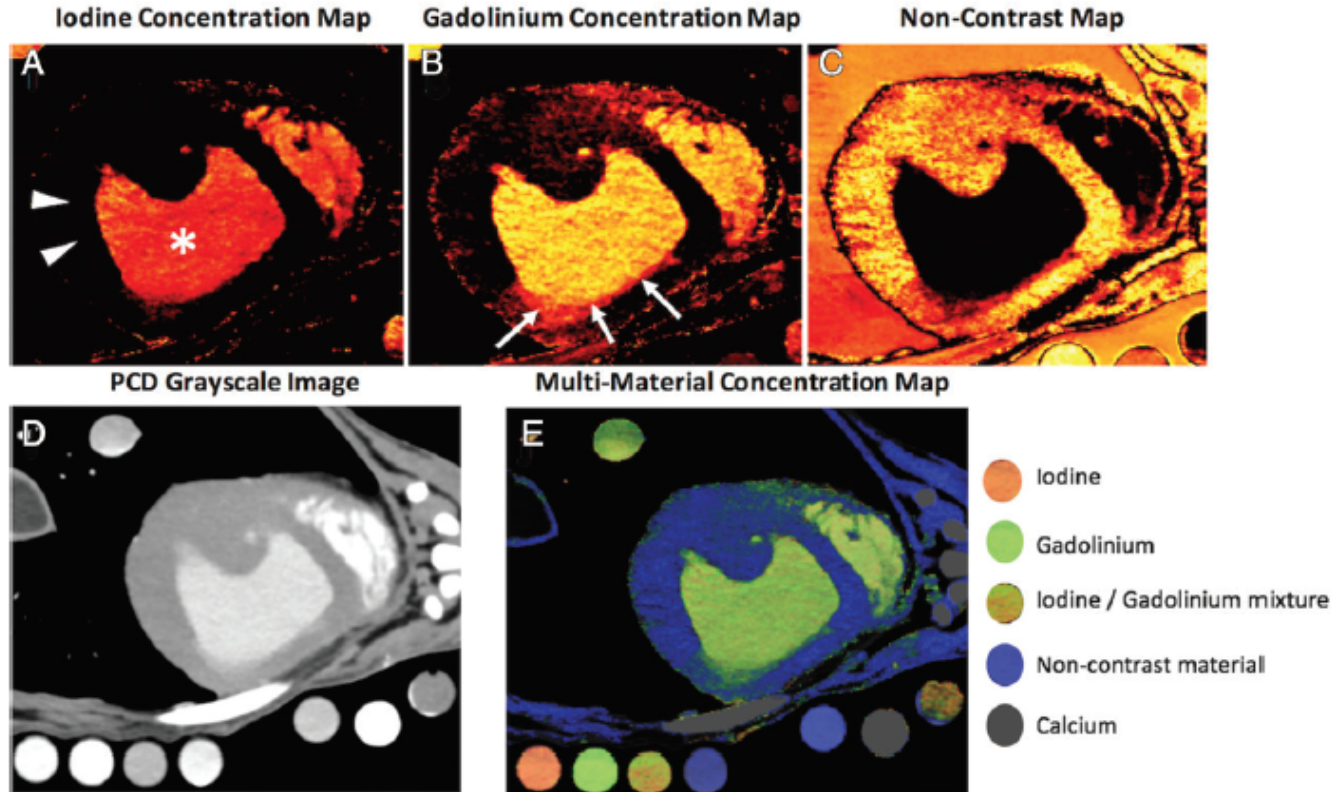 Iodine Concentration Map
Gadolinium Concentration Map
Non-Contrast Map
A
B
C
*
PCD Grayscale Image
Multi-Material Concentration Map
D
E
Iodine
Gadolinium
Iodine / Gadolinium mixture
Non-contrast material
Calcium